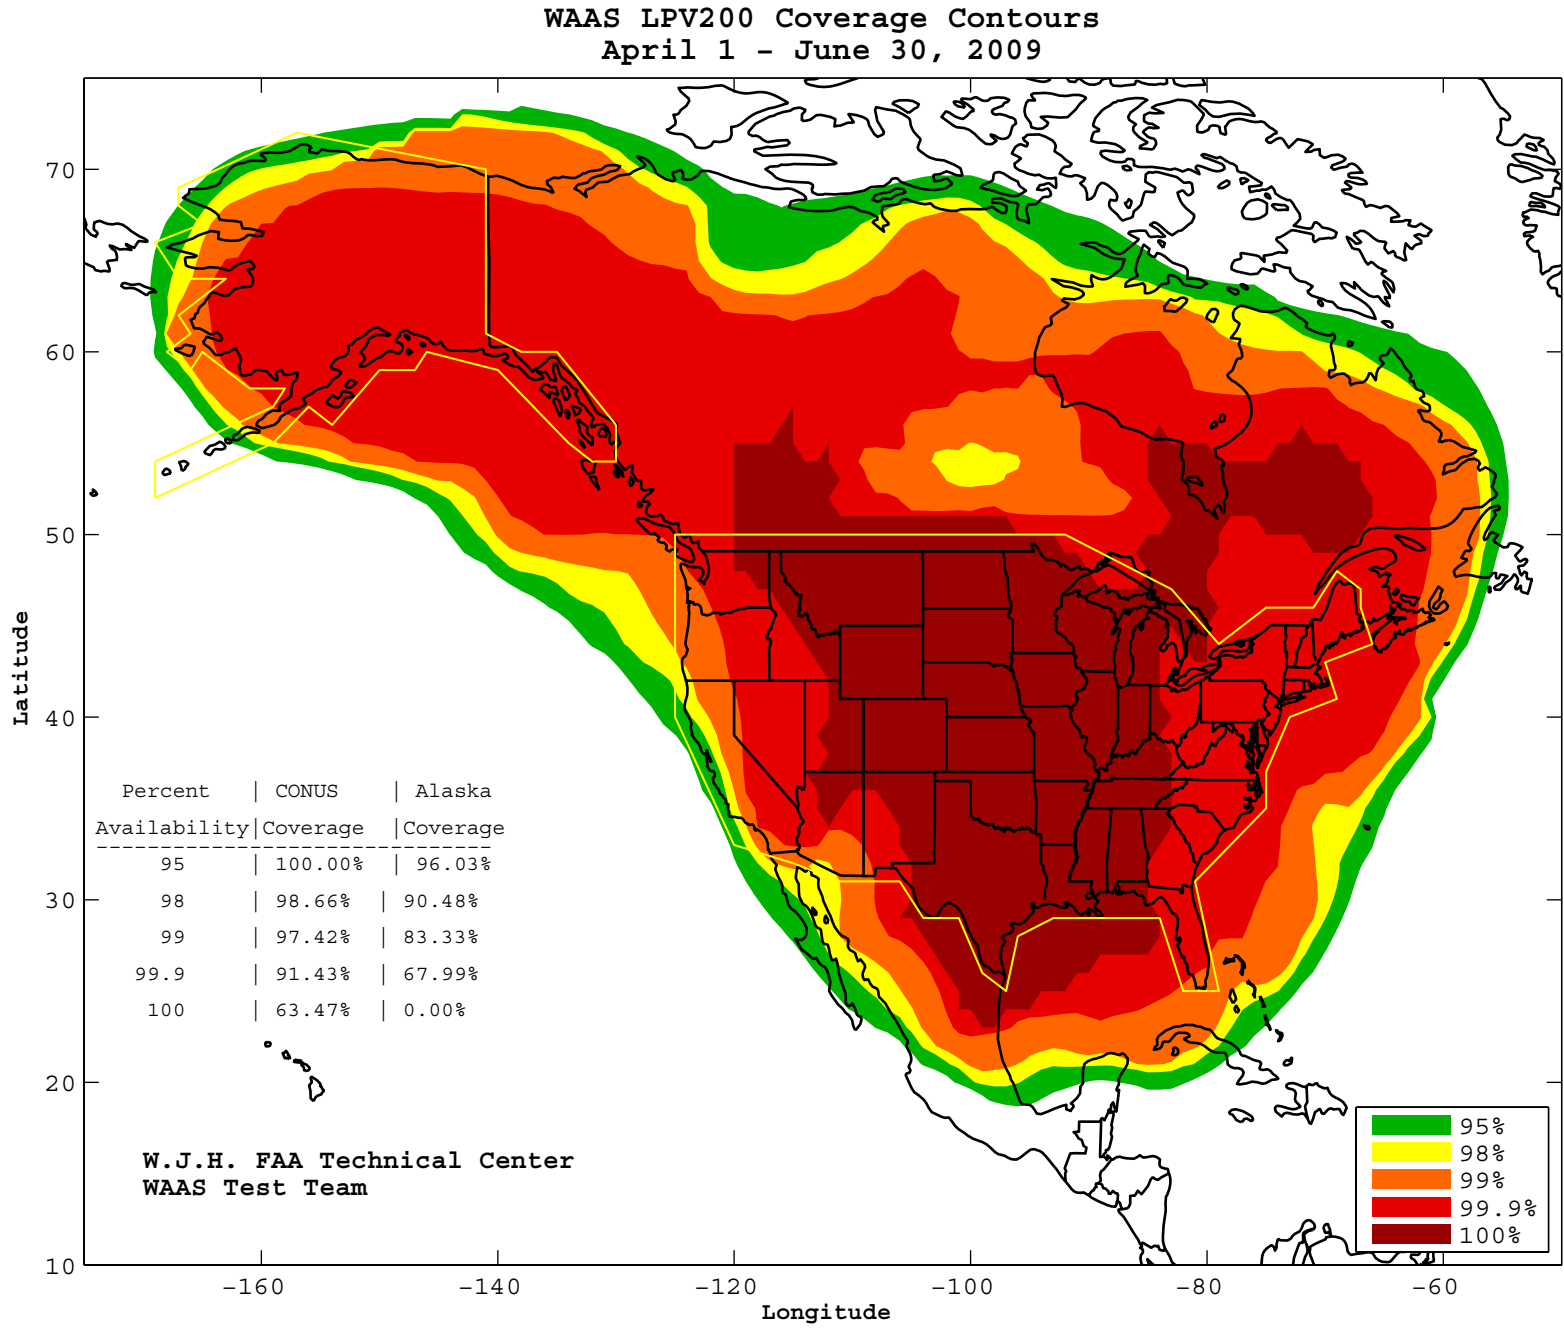 WAAS LPV200 Coverage Contours
April 1 - June 30, 2009
70
60
50
40
30
20
10
Latitude
Percent | CONUS | Alaska
Availability|Coverage |Coverage
-------------------------------
95 | 100.00% | 96.03%
98 | 98.66% | 90.48%
99 | 97.42% | 83.33%
99.9 | 91.43% | 67.99%
100 | 63.47% | 0.00%
W.J.H. FAA Technical Center
WAAS Test Team
95%
98%
99%
99.9%
100%
-160 -140 -120 -100 -80 -60
Longitude